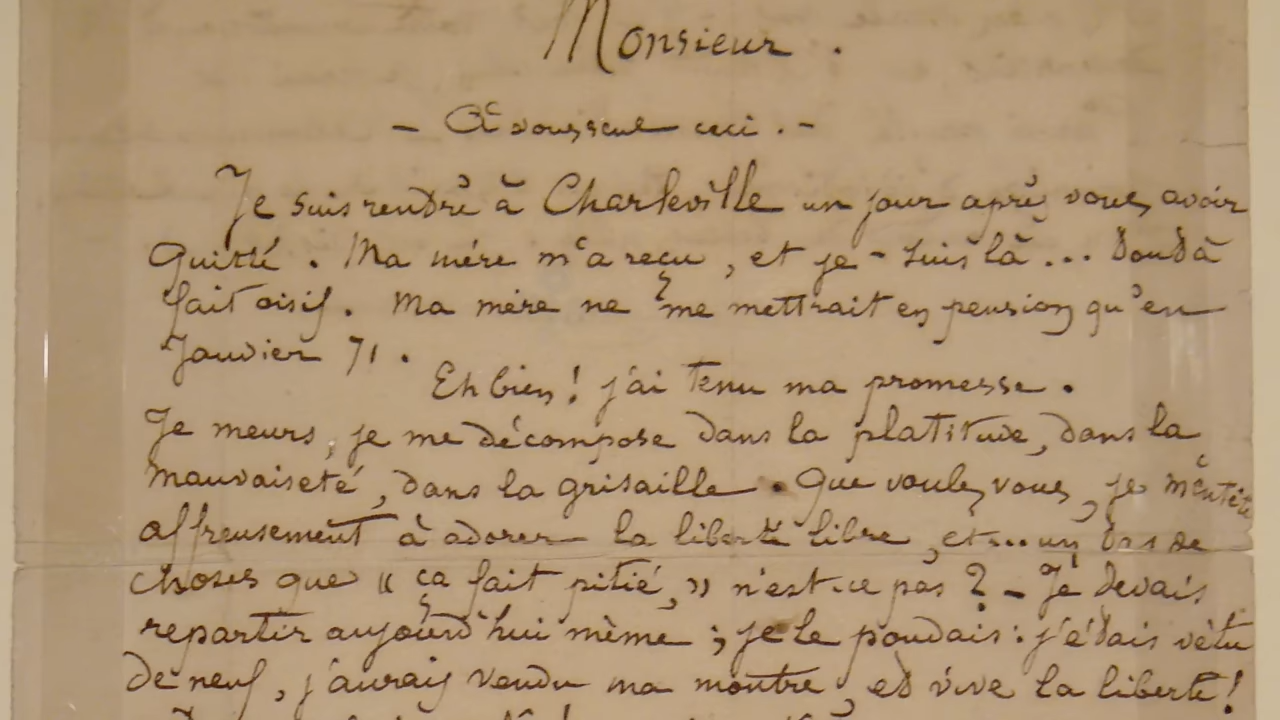 Monsieur.
- À vous seul ceci. -
Je suis rentré à Charleville un jour après vous avoir
quitté. Ma mère m'a reçu, et je - suis là... tout à
fait oisif. Ma mère ne me mettrait en pension qu'en
Janvier 71.
Eh bien! j'ai tenu ma promesse.
Je meurs, je me décompose dans la platitude, dans la
mauvaiseté, dans la grisaille. Que voulez vous, je m'entête
affreusement à adorer la liberté libre, et... un tas de
choses que « ça fait pitié, » n'est-ce pas ? - Je devais
repartir aujourd'hui même ; je le pouvais : j'étais vêtu
de neuf, j'aurais vendu ma montre, et vive la liberté!